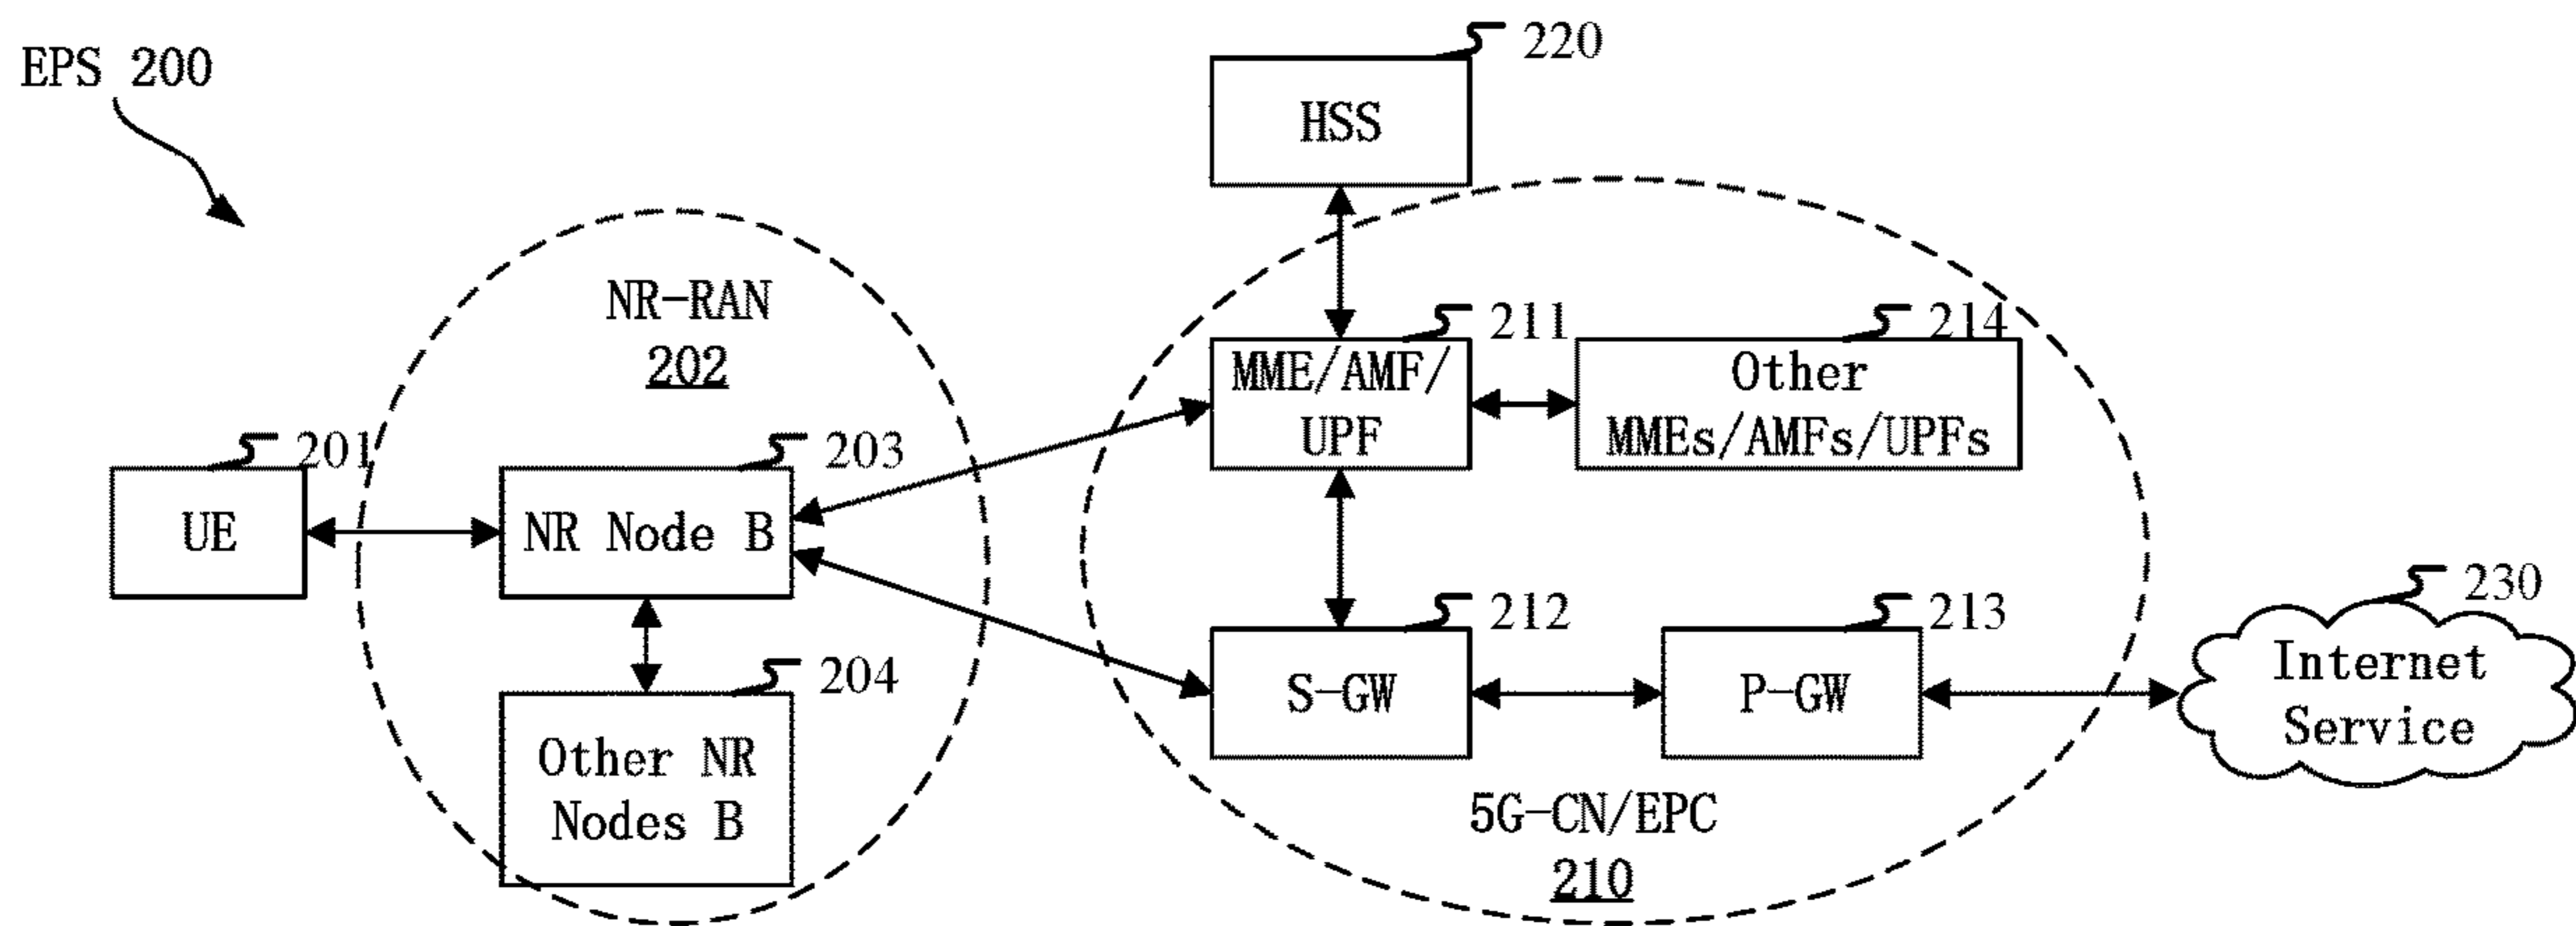 EPS 200
220
HSS
NR-RAN
202
211
214
MME/AMF/
UPF
Other
MMEs/AMFs/UPFs
201
203
UE
NR Node B
204
Other NR
Nodes B
212
213
230
S-GW
P-GW
Internet
Service
5G-CN/EPC
210